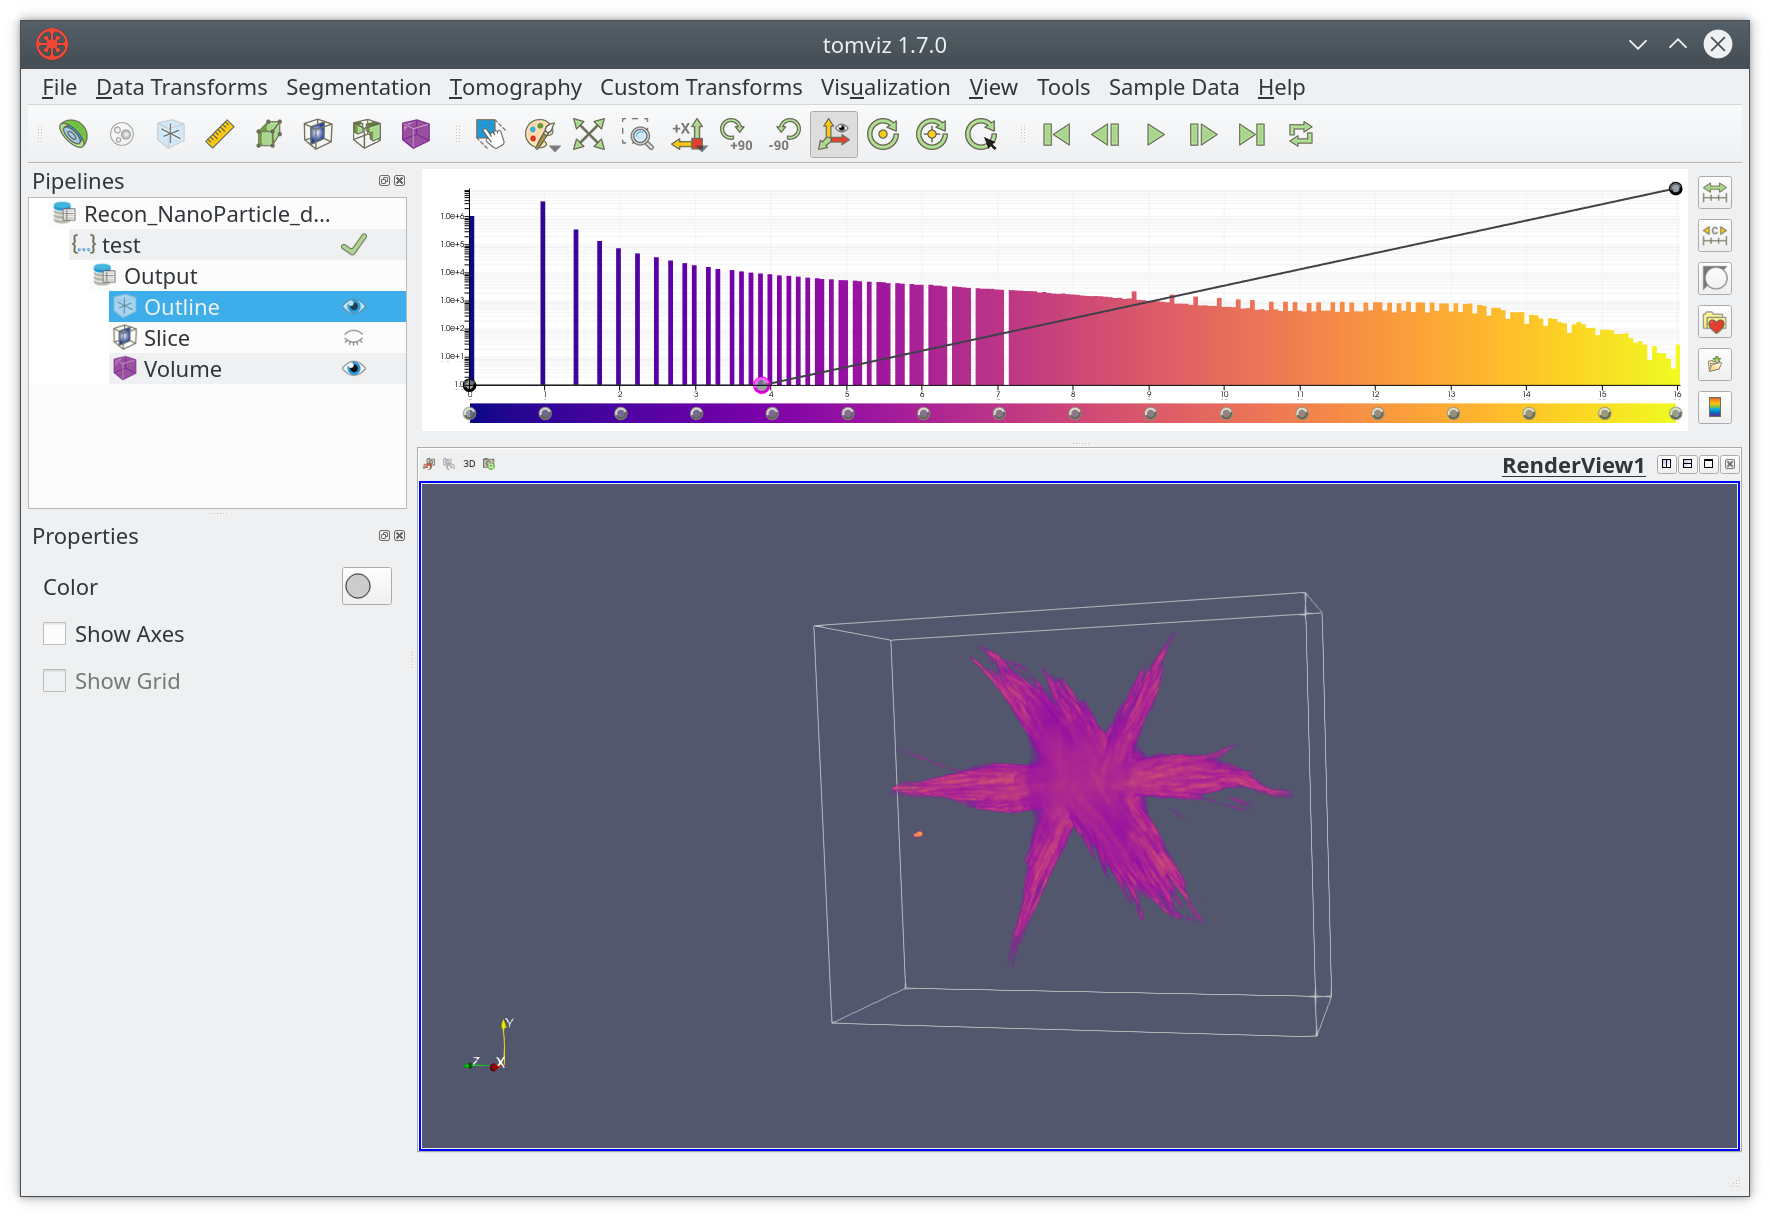 tomviz 1.7.0
File Data Transforms Segmentation Tomography Custom Transforms Visualization View Tools Sample Data Help
+X +90 -90
Pipelines
Recon_NanoParticle_d...
{...} test
Output
Outline
Slice
Volume
1.0e+6
1.0e+5
1.0e+4
1.0e+3
1.0e+2
1.0e+1
1.0
0 1 2 3 4 5 6 7 8 9 10 11 12 13 14 15 16
C
3D
RenderView1
Properties
Color
Show Axes
Show Grid
Y
Z X